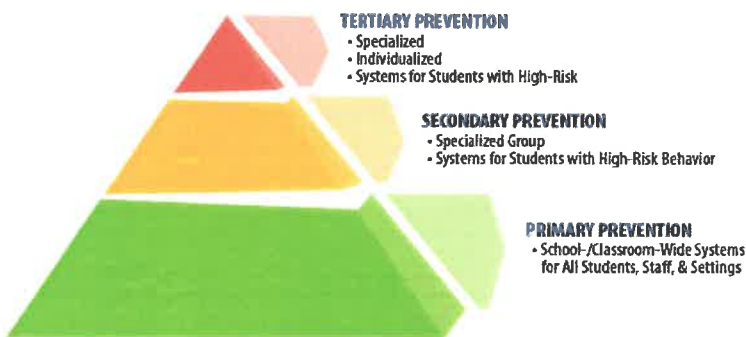 TERTIARY PREVENTION
• Specialized
• Individualized
• Systems for Students with High-Risk
SECONDARY PREVENTION
• Specialized Group
• Systems for Students with High-Risk Behavior
PRIMARY PREVENTION
• School-/Classroom-Wide Systems
for All Students, Staff, & Settings